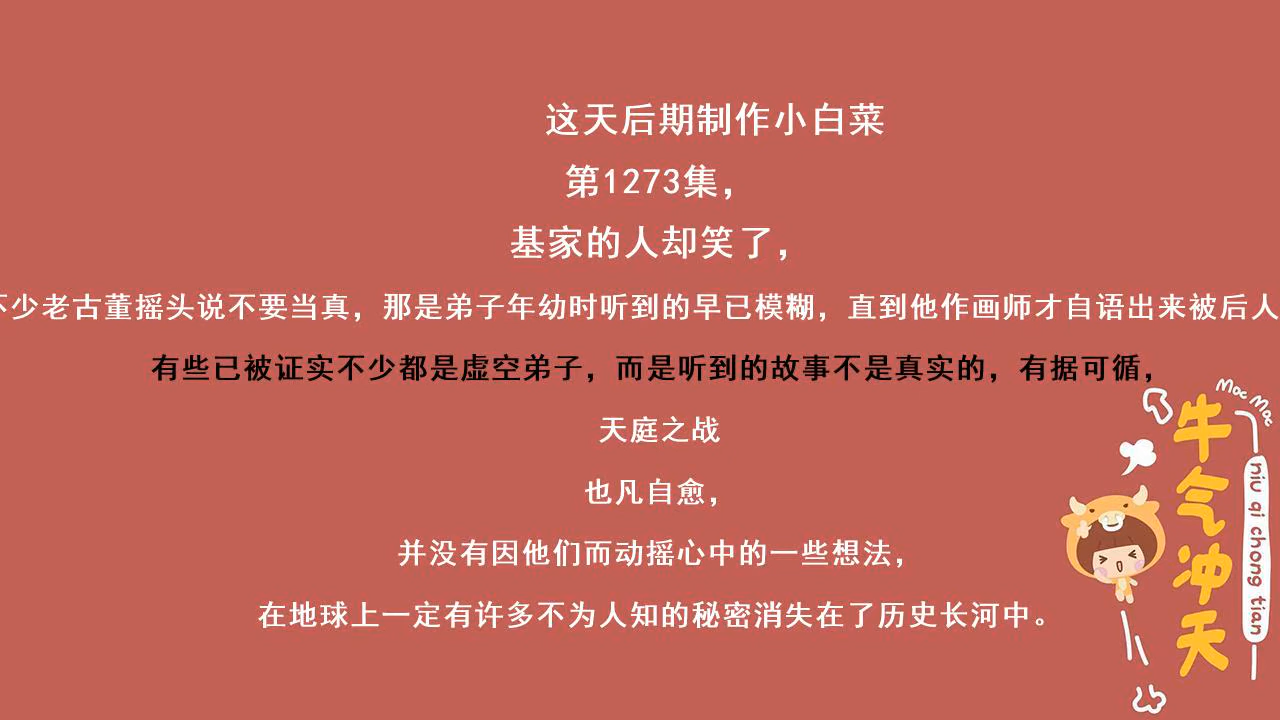 这天后期制作小白菜
第1273集，
基家的人却笑了，
不少老古董摇头说不要当真，那是弟子年幼时听到的早已模糊，直到他作画师才自语出来被后人
有些已被证实不少都是虚空弟子，而是听到的故事不是真实的，有据可循，
天庭之战
也凡自愈，
并没有因他们而动摇心中的一些想法，
在地球上一定有许多不为人知的秘密消失在了历史长河中。
Moc Moc
牛气冲天
niu qi chong tian